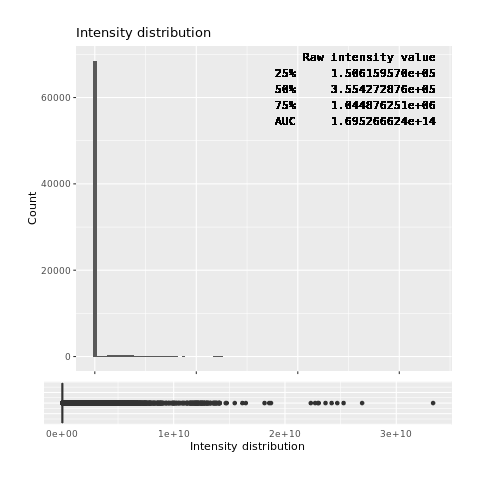 Intensity distribution
Raw intensity value
25% 1.506159570e+05
50% 3.554272876e+05
75% 1.044876251e+06
AUC 1.695266624e+14
60000
40000
20000
0
Count
0e+00 1e+10 2e+10 3e+10
Intensity distribution